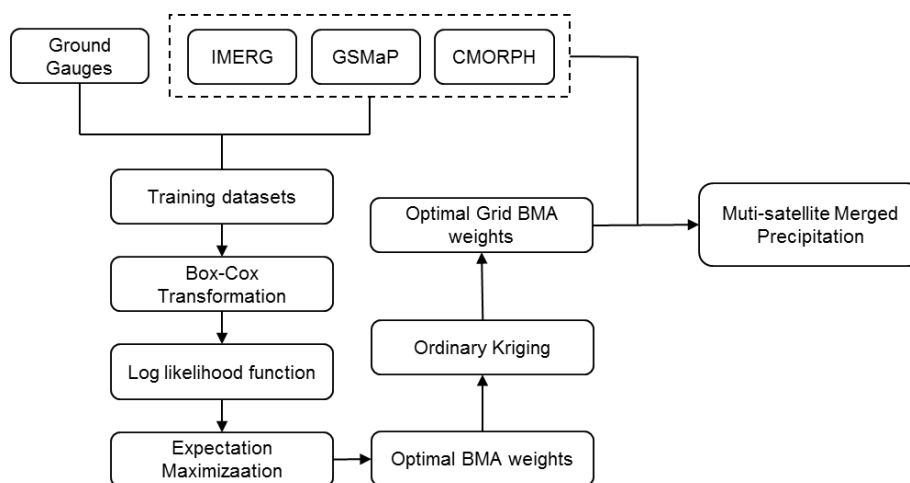 Ground
Gauges
IMERG
GSMaP
CMORPH
Training datasets
Box-Cox
Transformation
Log likelihood function
Expectation
Maximizaation
Optimal BMA weights
Ordinary Kriging
Optimal Grid BMA
weights
Muti-satellite Merged
Precipitation